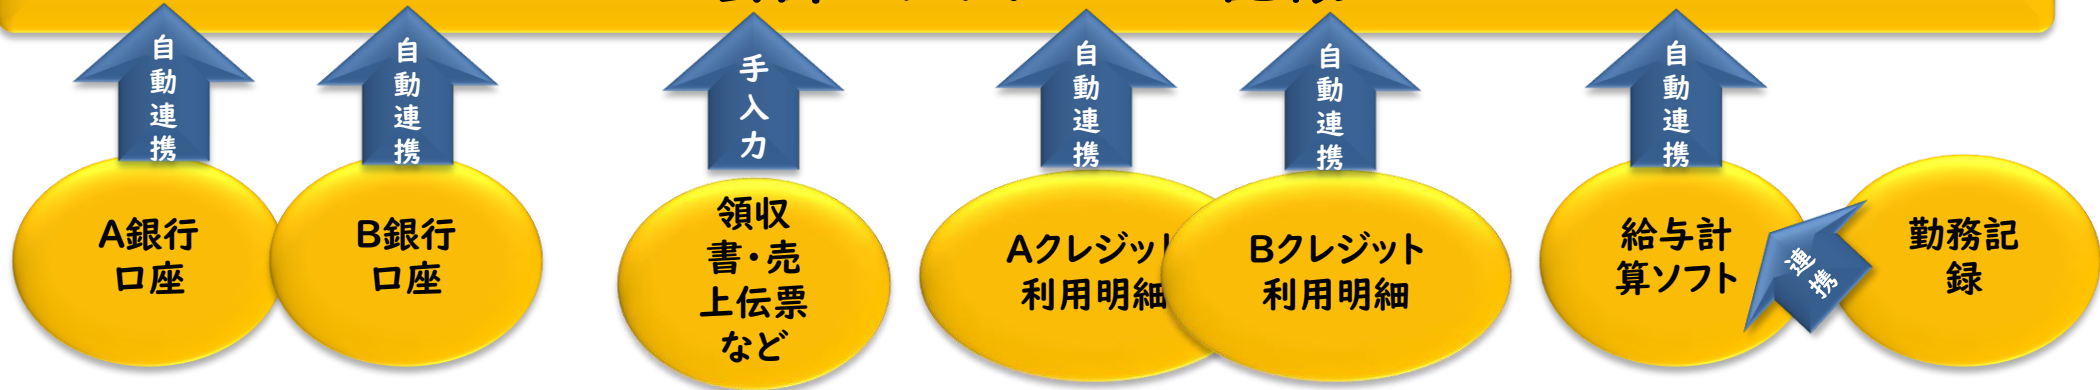 自動連携
自動連携
手入力
自動連携
自動連携
自動連携
A銀行
口座
B銀行
口座
領収
書・売
上伝票
など
Aクレジット
利用明細
Bクレジット
利用明細
給与計
算ソフト
連携
勤務記
録